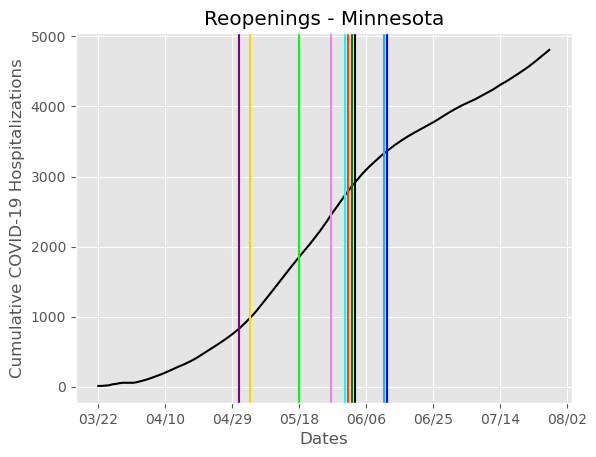 Reopenings - Minnesota
Cumulative COVID-19 Hospitalizations
5000
4000
3000
2000
1000
0
03/22 04/10 04/29 05/18 06/06 06/25 07/14 08/02
Dates